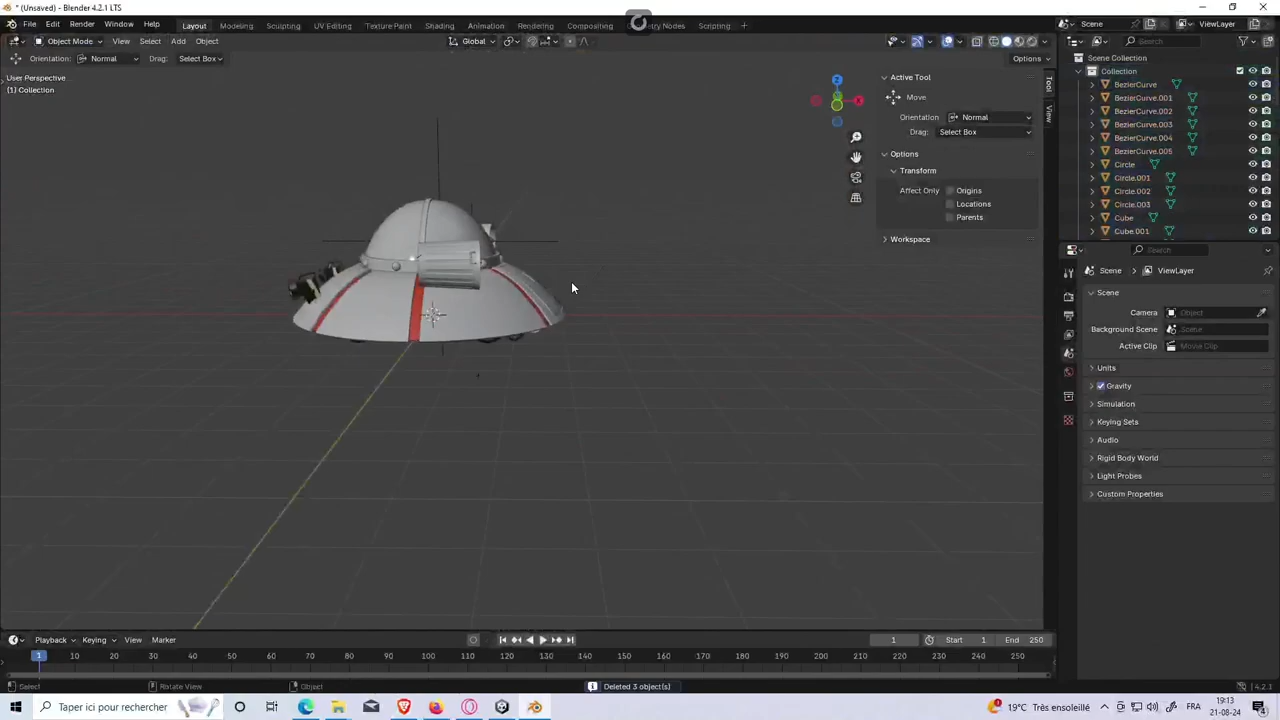 * (Unsaved) - Blender 4.2.1 LTS
File Edit Render Window Help Layout Modeling Sculpting UV Editing Texture Paint Shading Animation Rendering Compositing Scripting Scene ViewLayer
Object Mode View Select Add Object Global Search
Orientation: Normal Drag: Select Box Options
Scene Collection
Collection
User Perspective
(1) Collection
Active Tool
Move
Orientation Normal
Drag: Select Box
Options
Transform
Affect Only Origins
Locations
Parents
Workspace
Tool
View
Z
X
BezierCurve
BezierCurve.001
BezierCurve.002
BezierCurve.003
BezierCurve.004
BezierCurve.005
Circle
Circle.001
Circle.002
Circle.003
Cube
Cube.001
Search
Scene ViewLayer
Scene
Camera Object
Background Scene Scene
Active Clip Movie Clip
Units
Gravity
Simulation
Keying Sets
Audio
Rigid Body World
Light Probes
Custom Properties
Playback Keying View Marker 1 Start 1 End 250
1 10 20 30 40 50 60 70 80 90 100 110 120 130 140 150 160 170 180 190 200 210 220 230 240 250
Select Rotate View Object Deleted 3 object(s) 4.2.1
Taper ici pour rechercher 19°C Très ensoleillé FRA 19:13
21-08-24